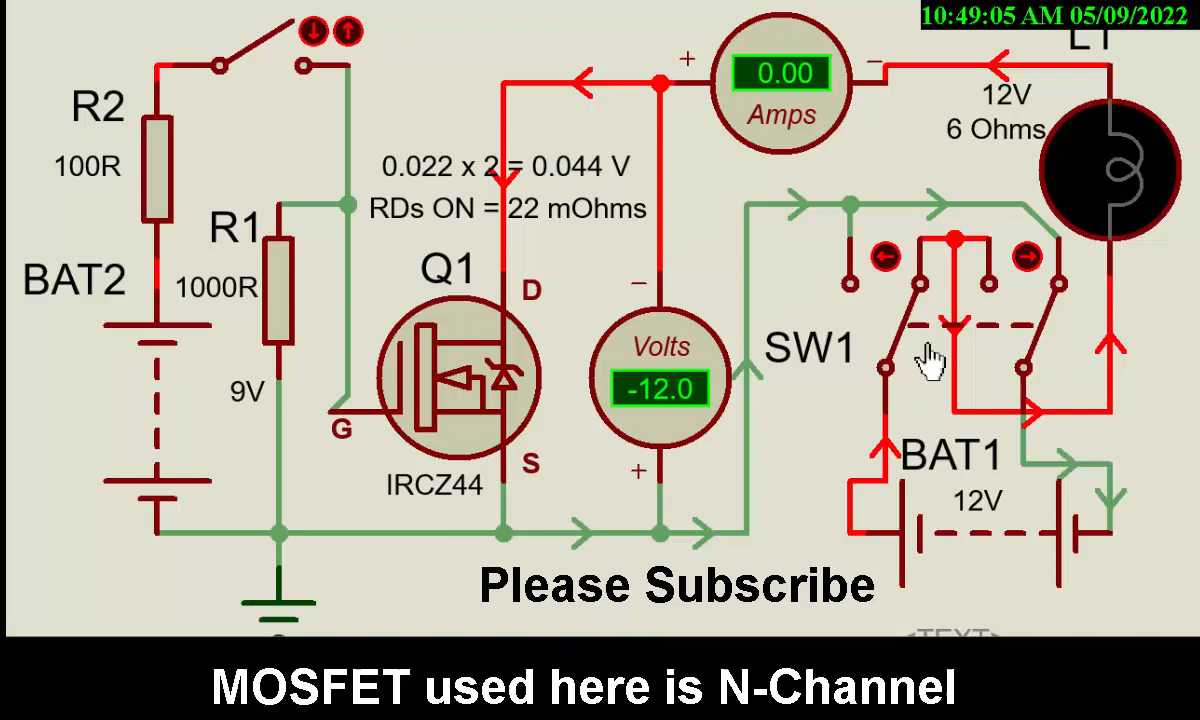 10:49:05 AM 05/09/2022
L1
+
−
0.00
Amps
12V
6 Ohms
R2
100R
0.022 x 2 = 0.044 V
RDs ON = 22 mOhms
R1
1000R
BAT2
9V
Q1
D
G
S
IRCZ44
−
Volts
-12.0
+
SW1
BAT1
12V
Please Subscribe
<TEXT>
MOSFET used here is N-Channel